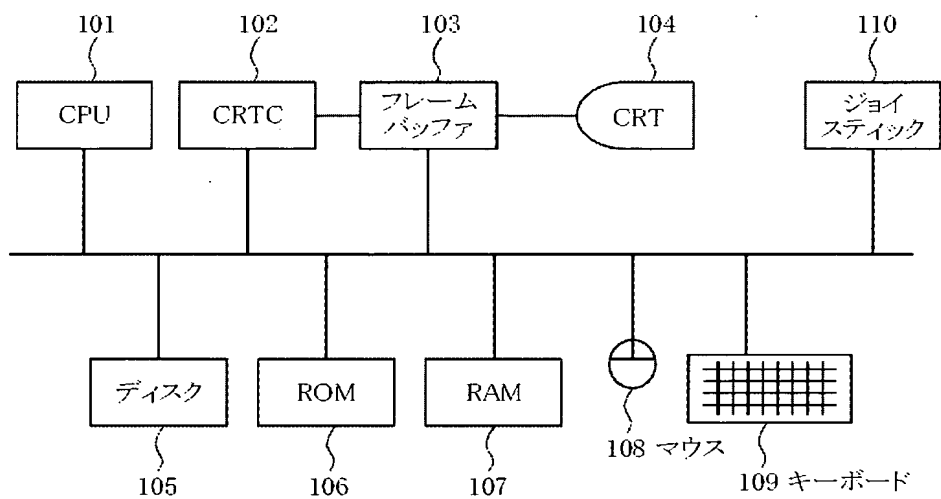 101
102
103
104
110
CPU
CRTC
フレーム
バッファ
CRT
ジョイ
スティック
ディスク
ROM
RAM
108 マウス
105
106
107
109 キーボード